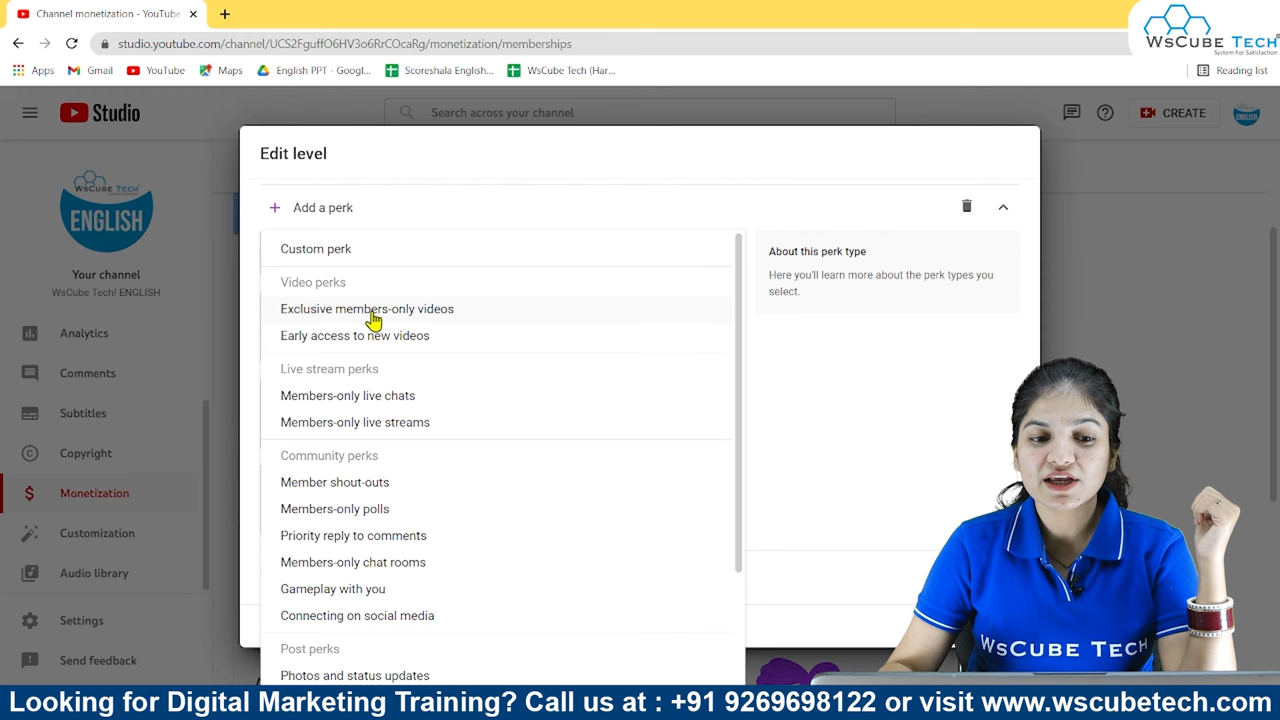 Channel monetization - YouTube
studio.youtube.com/channel/UCS2FguffO6HV3o6RrCOcaRg/monetization/memberships
Apps
Gmail
YouTube
Maps
English PPT - Googl...
Scoreshala English...
WsCube Tech (Har...
Reading list
WsCube Tech
System For Satisfaction
Studio
Search across your channel
CREATE
WsCube Tech
ENGLISH
Your channel
WsCube Tech! ENGLISH
Analytics
Comments
Subtitles
Copyright
Monetization
Customization
Audio library
Settings
Send feedback
Edit level
Add a perk
Custom perk
Video perks
Exclusive members-only videos
Early access to new videos
Live stream perks
Members-only live chats
Members-only live streams
Community perks
Member shout-outs
Members-only polls
Priority reply to comments
Members-only chat rooms
Gameplay with you
Connecting on social media
Post perks
Photos and status updates
About this perk type
Here you'll learn more about the perk types you
select.
WsCube Tech
Looking for Digital Marketing Training? Call us at : +91 9269698122 or visit www.wscubetech.com